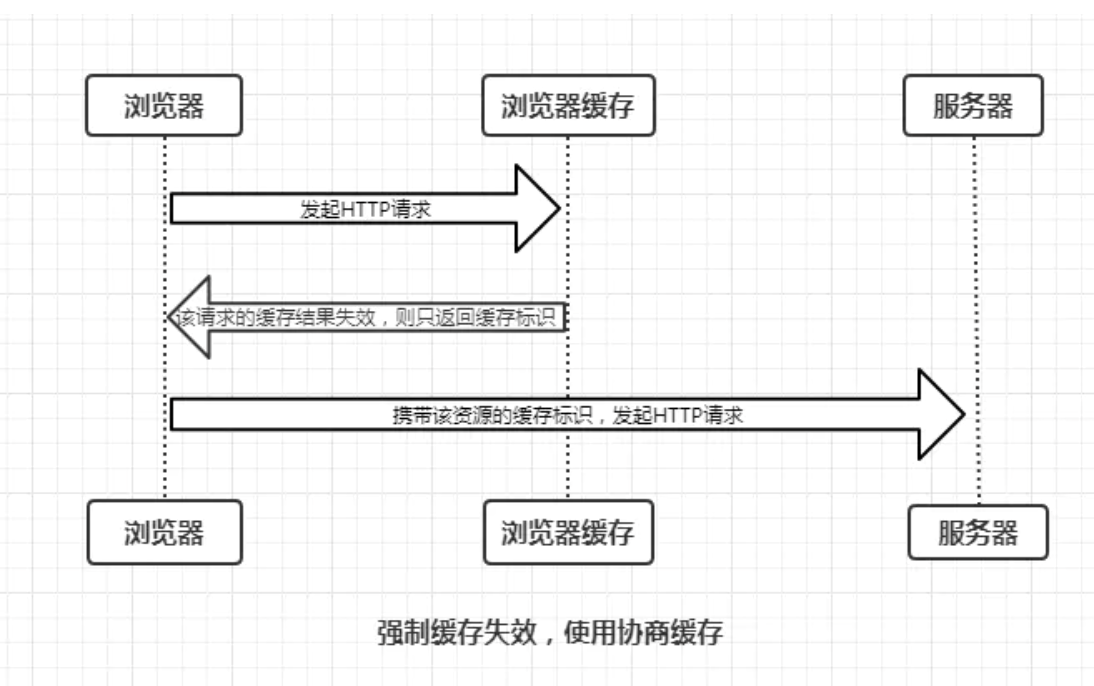 浏览器
浏览器缓存
服务器
发起HTTP请求
该请求的缓存结果失效，则只返回缓存标识
携带该资源的缓存标识，发起HTTP请求
浏览器
浏览器缓存
服务器
强制缓存失效，使用协商缓存